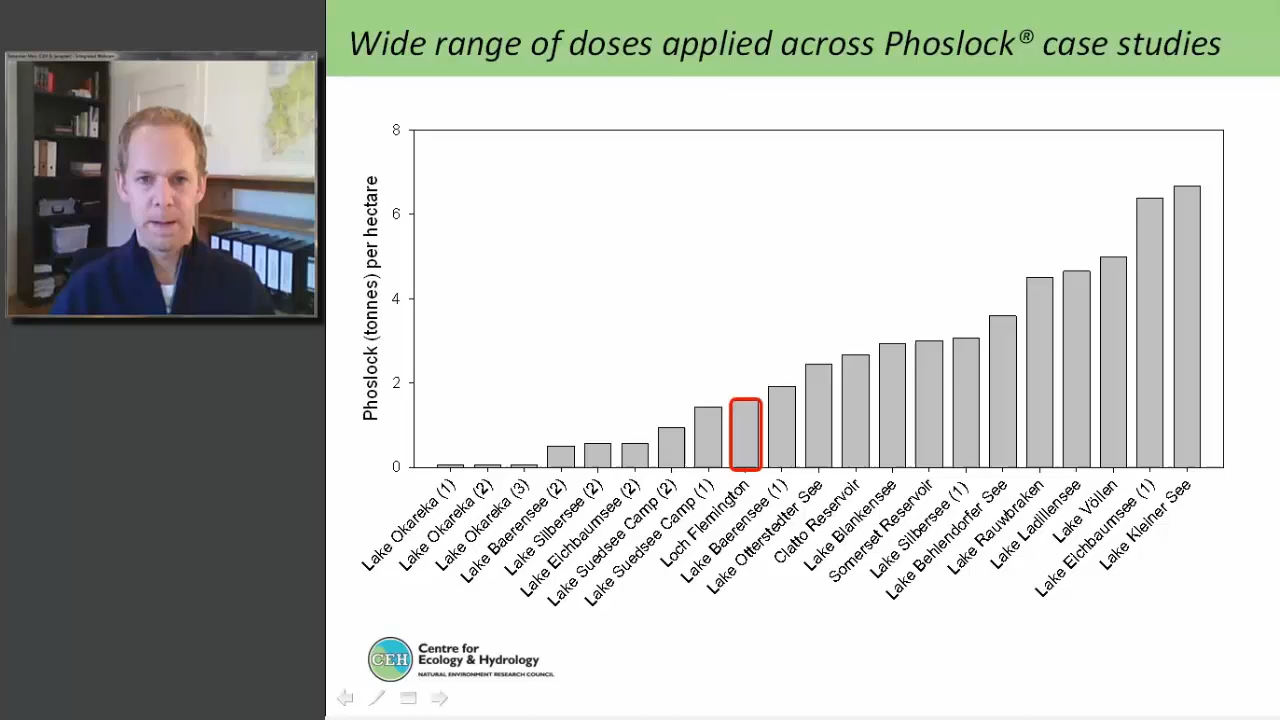 Wide range of doses applied across Phoslock® case studies
Phoslock (tonnes) per hectare
8
6
4
2
0
Lake Okareka (1)
Lake Okareka (2)
Lake Okareka (3)
Lake Baerensee (2)
Lake Silbersee (2)
Lake Eichbaumsee (2)
Lake Suedsee Camp (2)
Lake Suedsee Camp (1)
Loch Flemington
Lake Baerensee (1)
Lake Otterstedter See
Clatto Reservoir
Lake Blankensee
Somerset Reservoir
Lake Silbersee (1)
Lake Behlendorfer See
Lake Rauwbraken
Lake Ladillensee
Lake Völlen
Lake Eichbaumsee (1)
Lake Kleiner See
CEH
Centre for
Ecology & Hydrology
NATURAL ENVIRONMENT RESEARCH COUNCIL